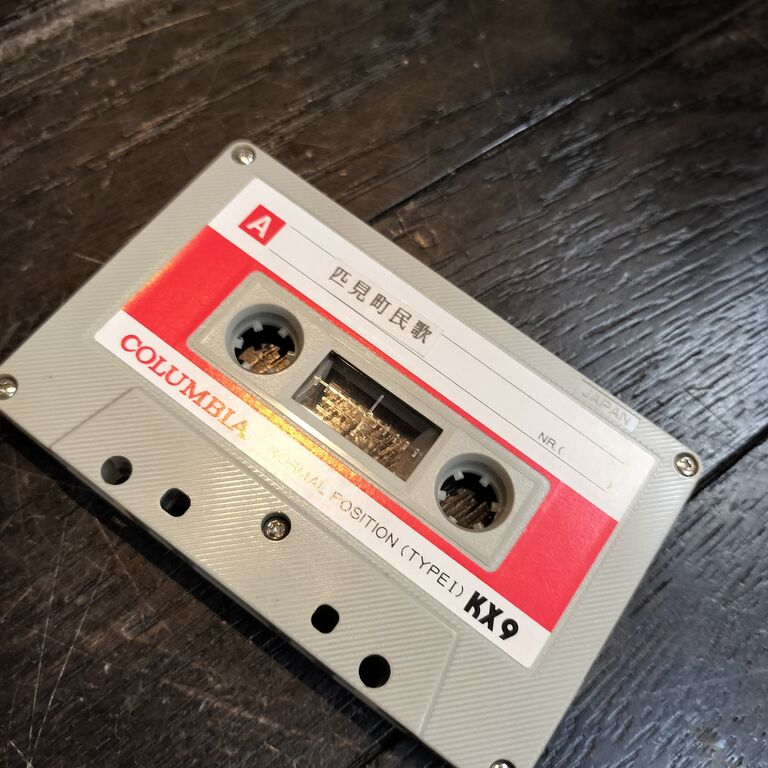 A
匹見町民歌
JAPAN
NR.( )
COLUMBIA
NORMAL POSITION (TYPE I) KX9